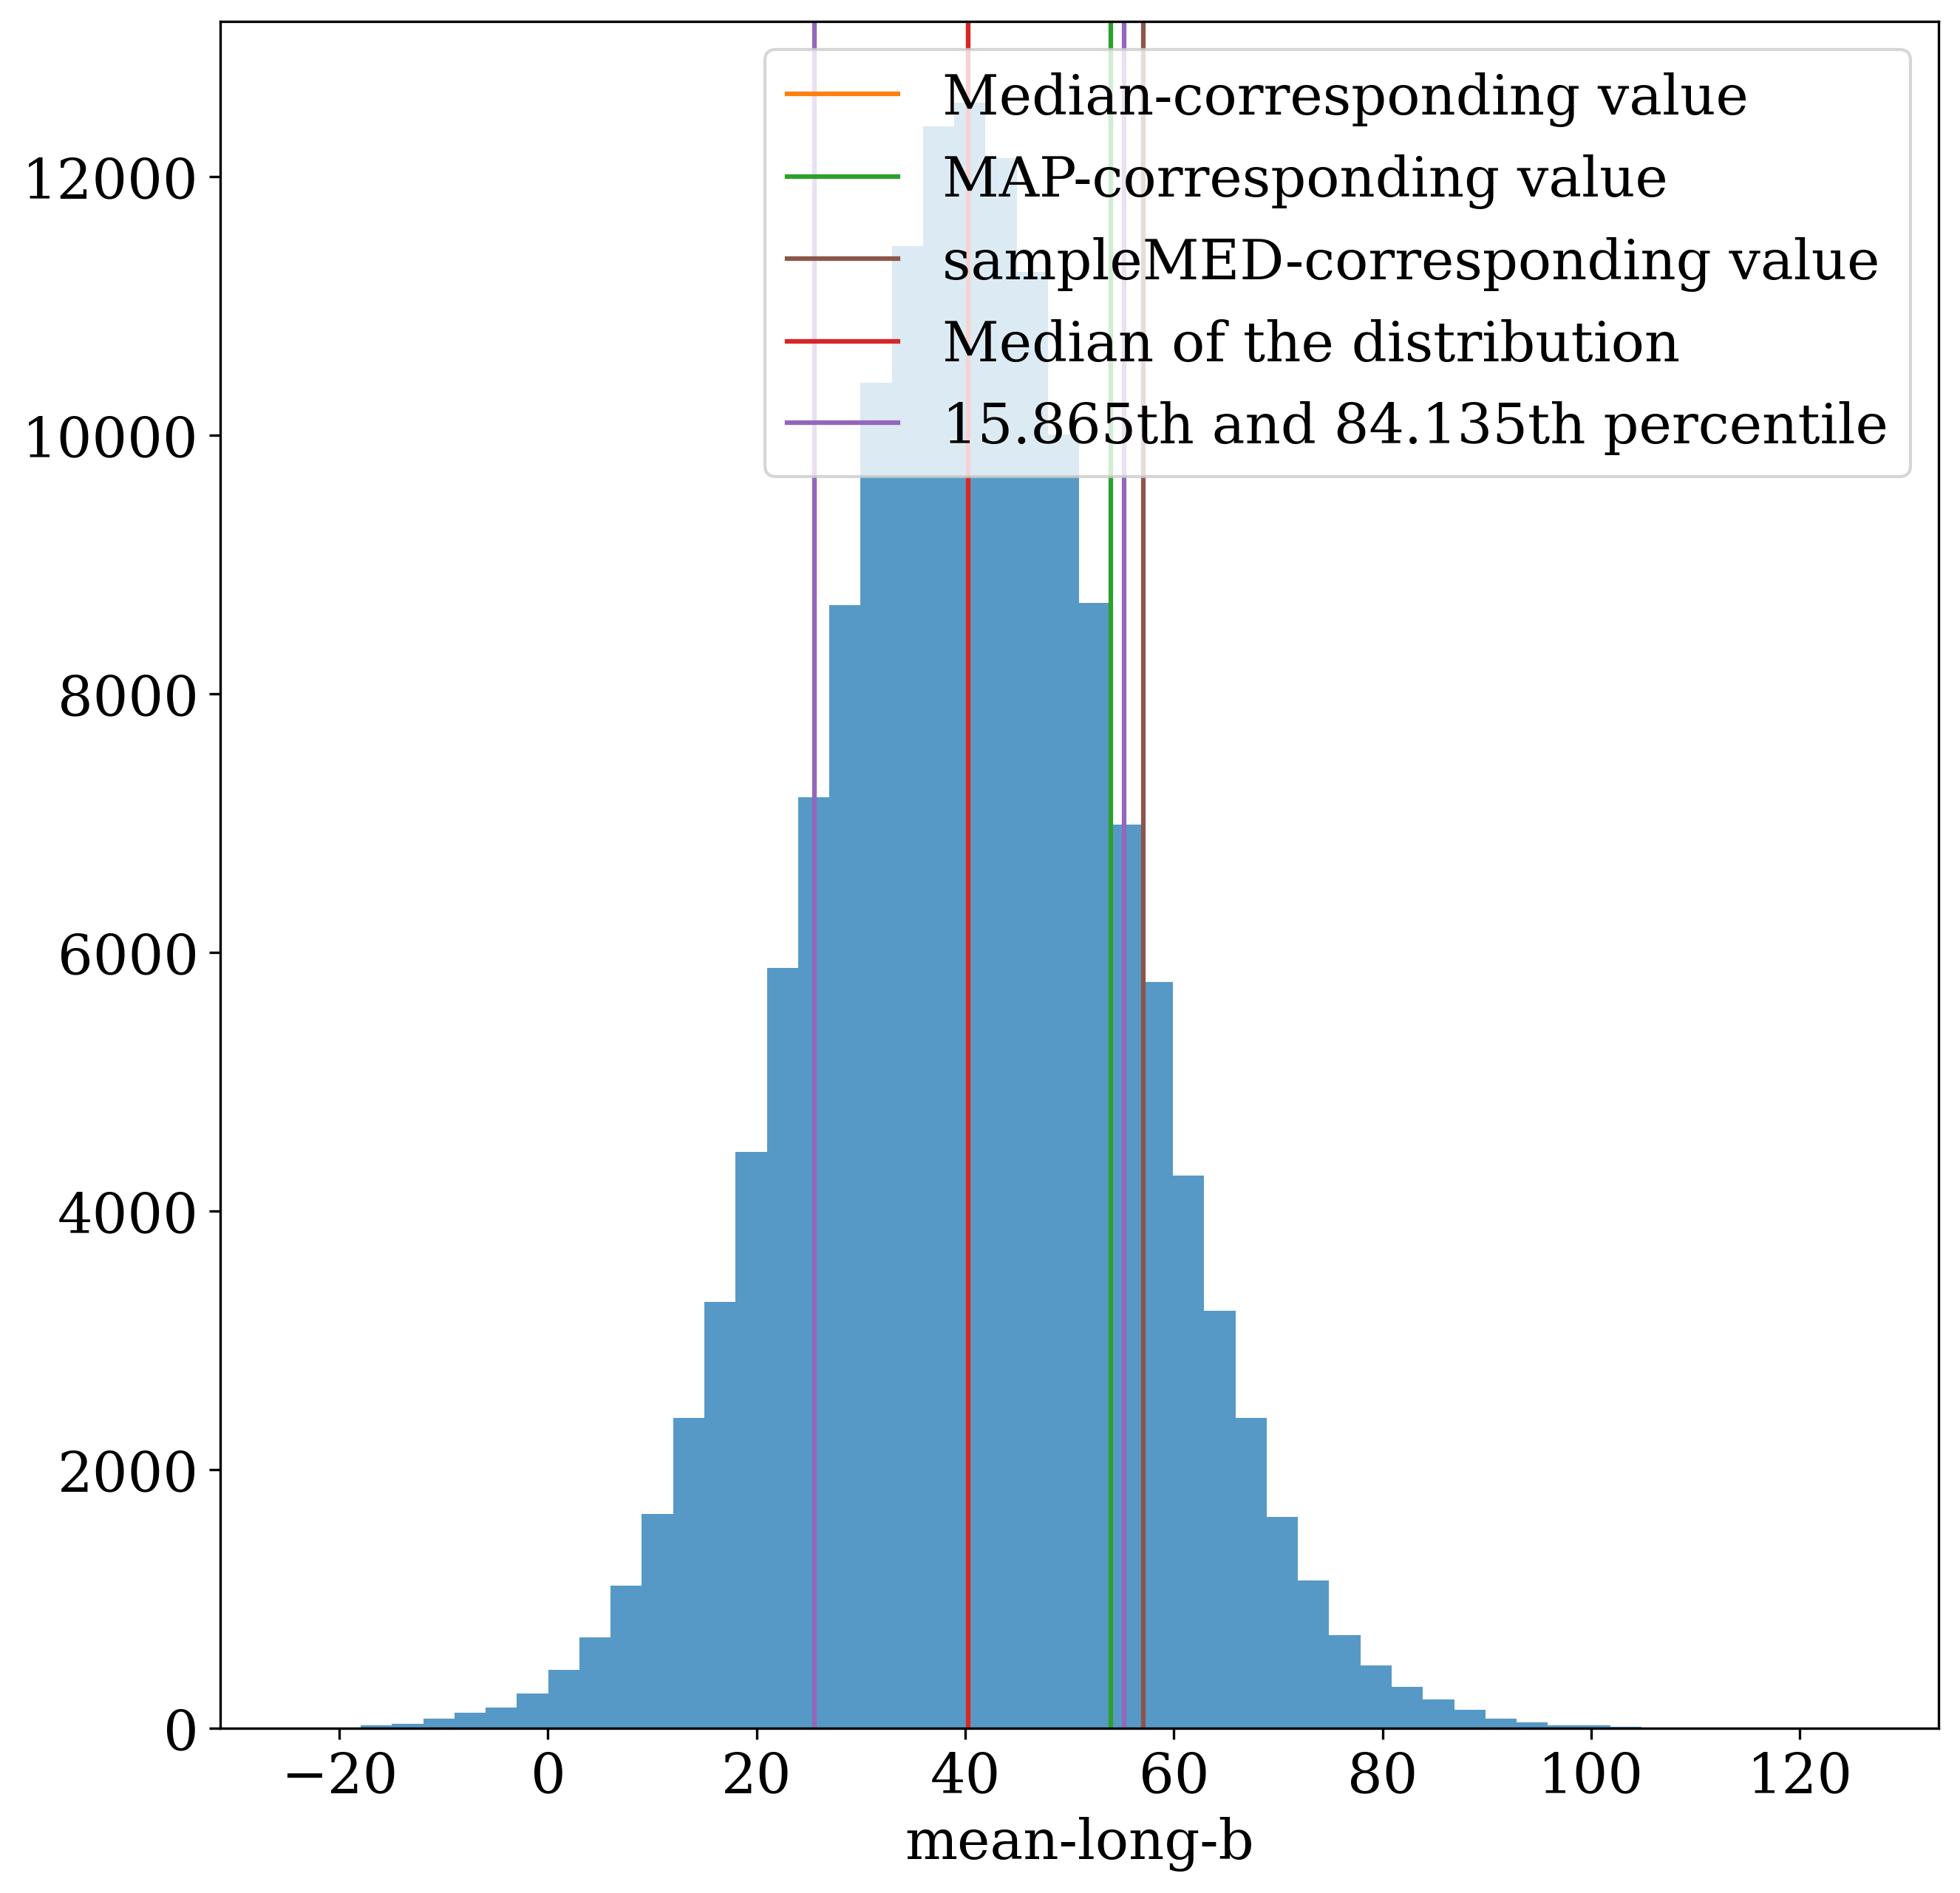 12000
10000
8000
6000
4000
2000
0
Median-corresponding value
MAP-corresponding value
sampleMED-corresponding value
Median of the distribution
15.865th and 84.135th percentile
−20 0 20 40 60 80 100 120
mean-long-b